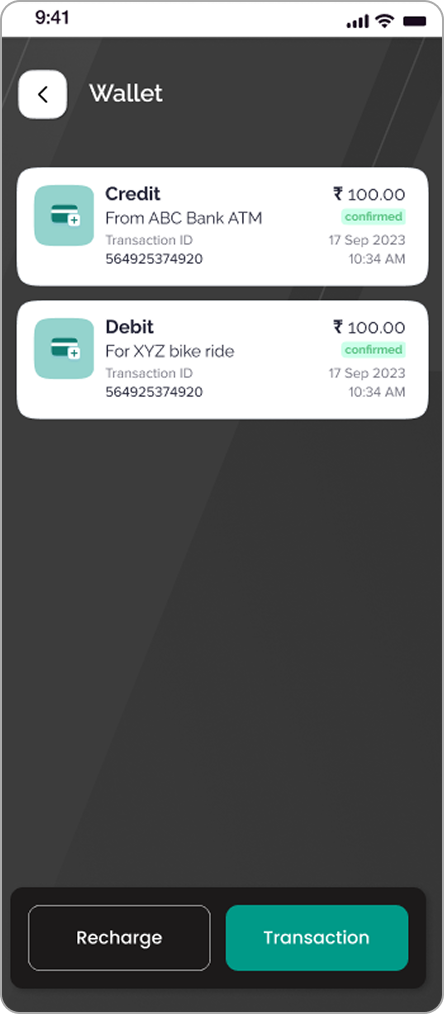 9:41
Wallet
Credit
₹ 100.00
From ABC Bank ATM
confirmed
Transaction ID
17 Sep 2023
564925374920
10:34 AM
Debit
₹ 100.00
For XYZ bike ride
confirmed
Transaction ID
17 Sep 2023
564925374920
10:34 AM
Recharge
Transaction